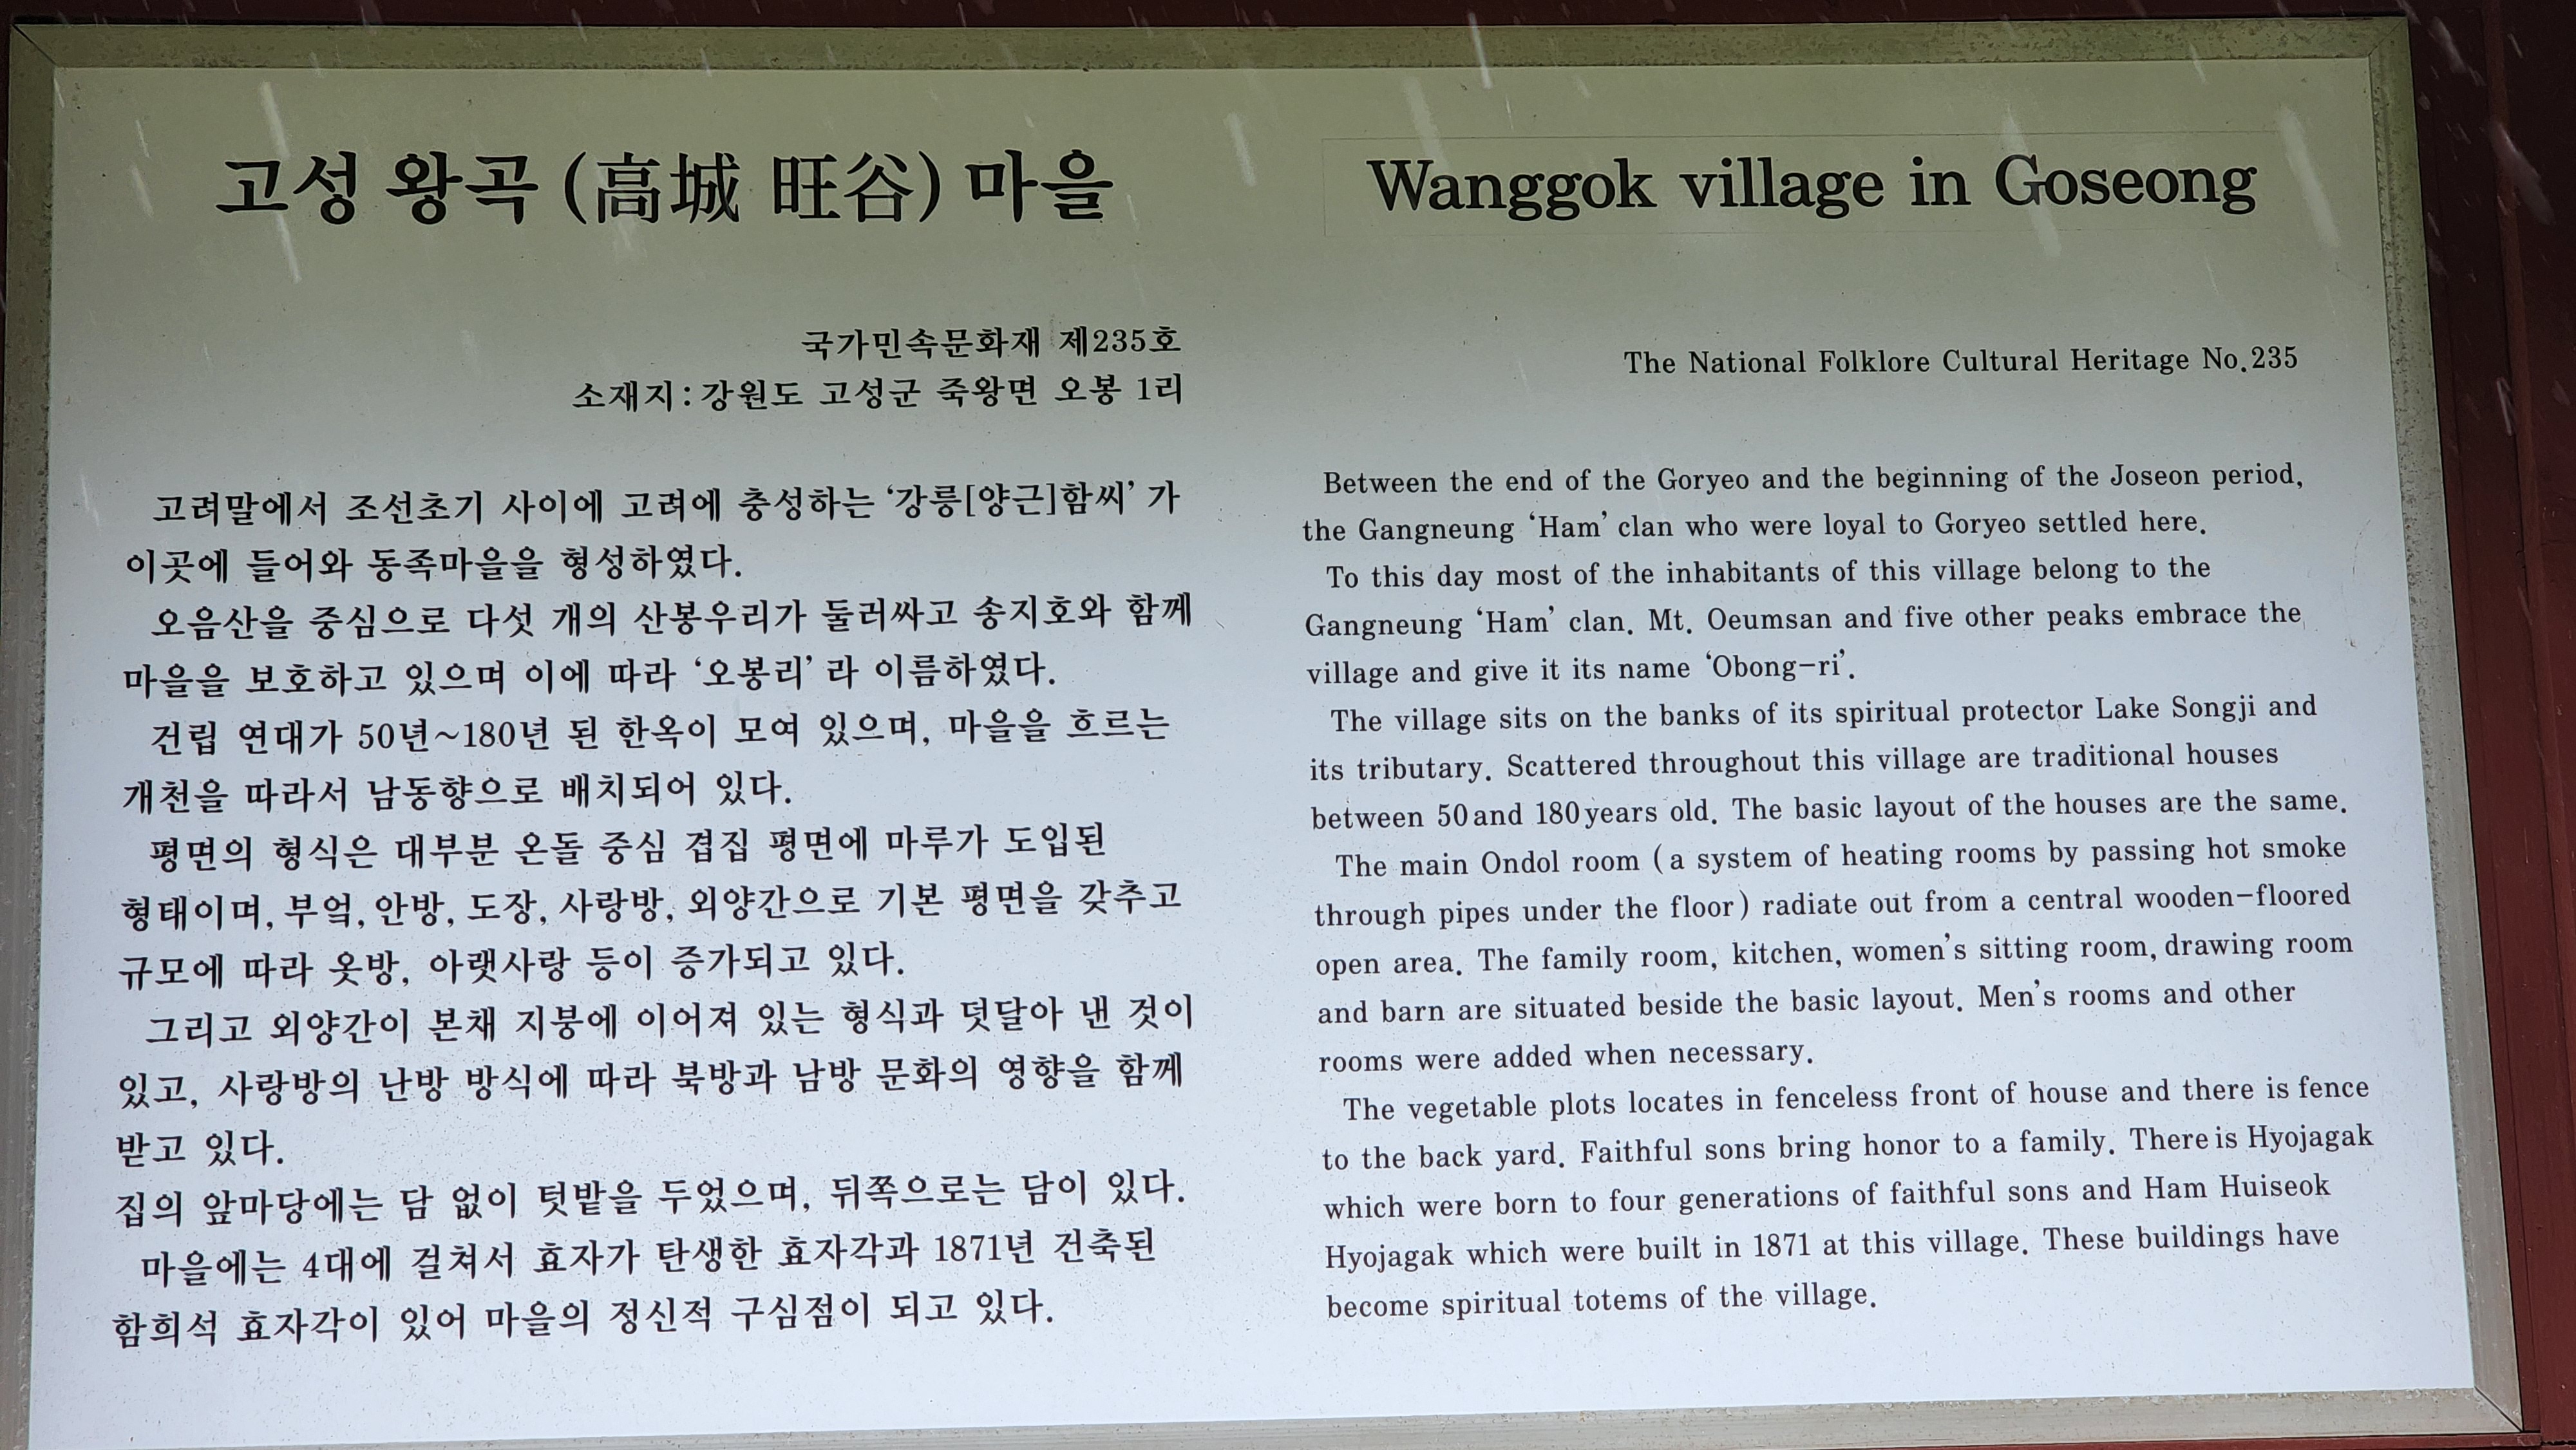 고성 왕곡 (高城 旺谷) 마을
국가민속문화재 제235호
소재지: 강원도 고성군 죽왕면 오봉 1리
고려말에서 조선초기 사이에 고려에 충성하는 ‘강릉[양근]함씨’ 가
이곳에 들어와 동족마을을 형성하였다.
오음산을 중심으로 다섯 개의 산봉우리가 둘러싸고 송지호와 함께
마을을 보호하고 있으며 이에 따라 ‘오봉리’ 라 이름하였다.
건립 연대가 50년~180년 된 한옥이 모여 있으며, 마을을 흐르는
개천을 따라서 남동향으로 배치되어 있다.
평면의 형식은 대부분 온돌 중심 겹집 평면에 마루가 도입된
형태이며, 부엌, 안방, 도장, 사랑방, 외양간으로 기본 평면을 갖추고
규모에 따라 옷방, 아랫사랑 등이 증가되고 있다.
그리고 외양간이 본채 지붕에 이어져 있는 형식과 덧달아 낸 것이
있고, 사랑방의 난방 방식에 따라 북방과 남방 문화의 영향을 함께
받고 있다.
집의 앞마당에는 담 없이 텃밭을 두었으며, 뒤쪽으로는 담이 있다.
마을에는 4대에 걸쳐서 효자가 탄생한 효자각과 1871년 건축된
함희석 효자각이 있어 마을의 정신적 구심점이 되고 있다.
Wanggok village in Goseong
The National Folklore Cultural Heritage No.235
Between the end of the Goryeo and the beginning of the Joseon period,
the Gangneung ‘Ham’ clan who were loyal to Goryeo settled here.
To this day most of the inhabitants of this village belong to the
Gangneung ‘Ham’ clan. Mt. Oeumsan and five other peaks embrace the
village and give it its name ‘Obong-ri’.
The village sits on the banks of its spiritual protector Lake Songji and
its tributary. Scattered throughout this village are traditional houses
between 50 and 180 years old. The basic layout of the houses are the same.
The main Ondol room (a system of heating rooms by passing hot smoke
through pipes under the floor) radiate out from a central wooden-floored
open area. The family room, kitchen, women's sitting room, drawing room
and barn are situated beside the basic layout. Men's rooms and other
rooms were added when necessary.
The vegetable plots locates in fenceless front of house and there is fence
to the back yard. Faithful sons bring honor to a family. There is Hyojagak
which were born to four generations of faithful sons and Ham Huiseok
Hyojagak which were built in 1871 at this village. These buildings have
become spiritual totems of the village.